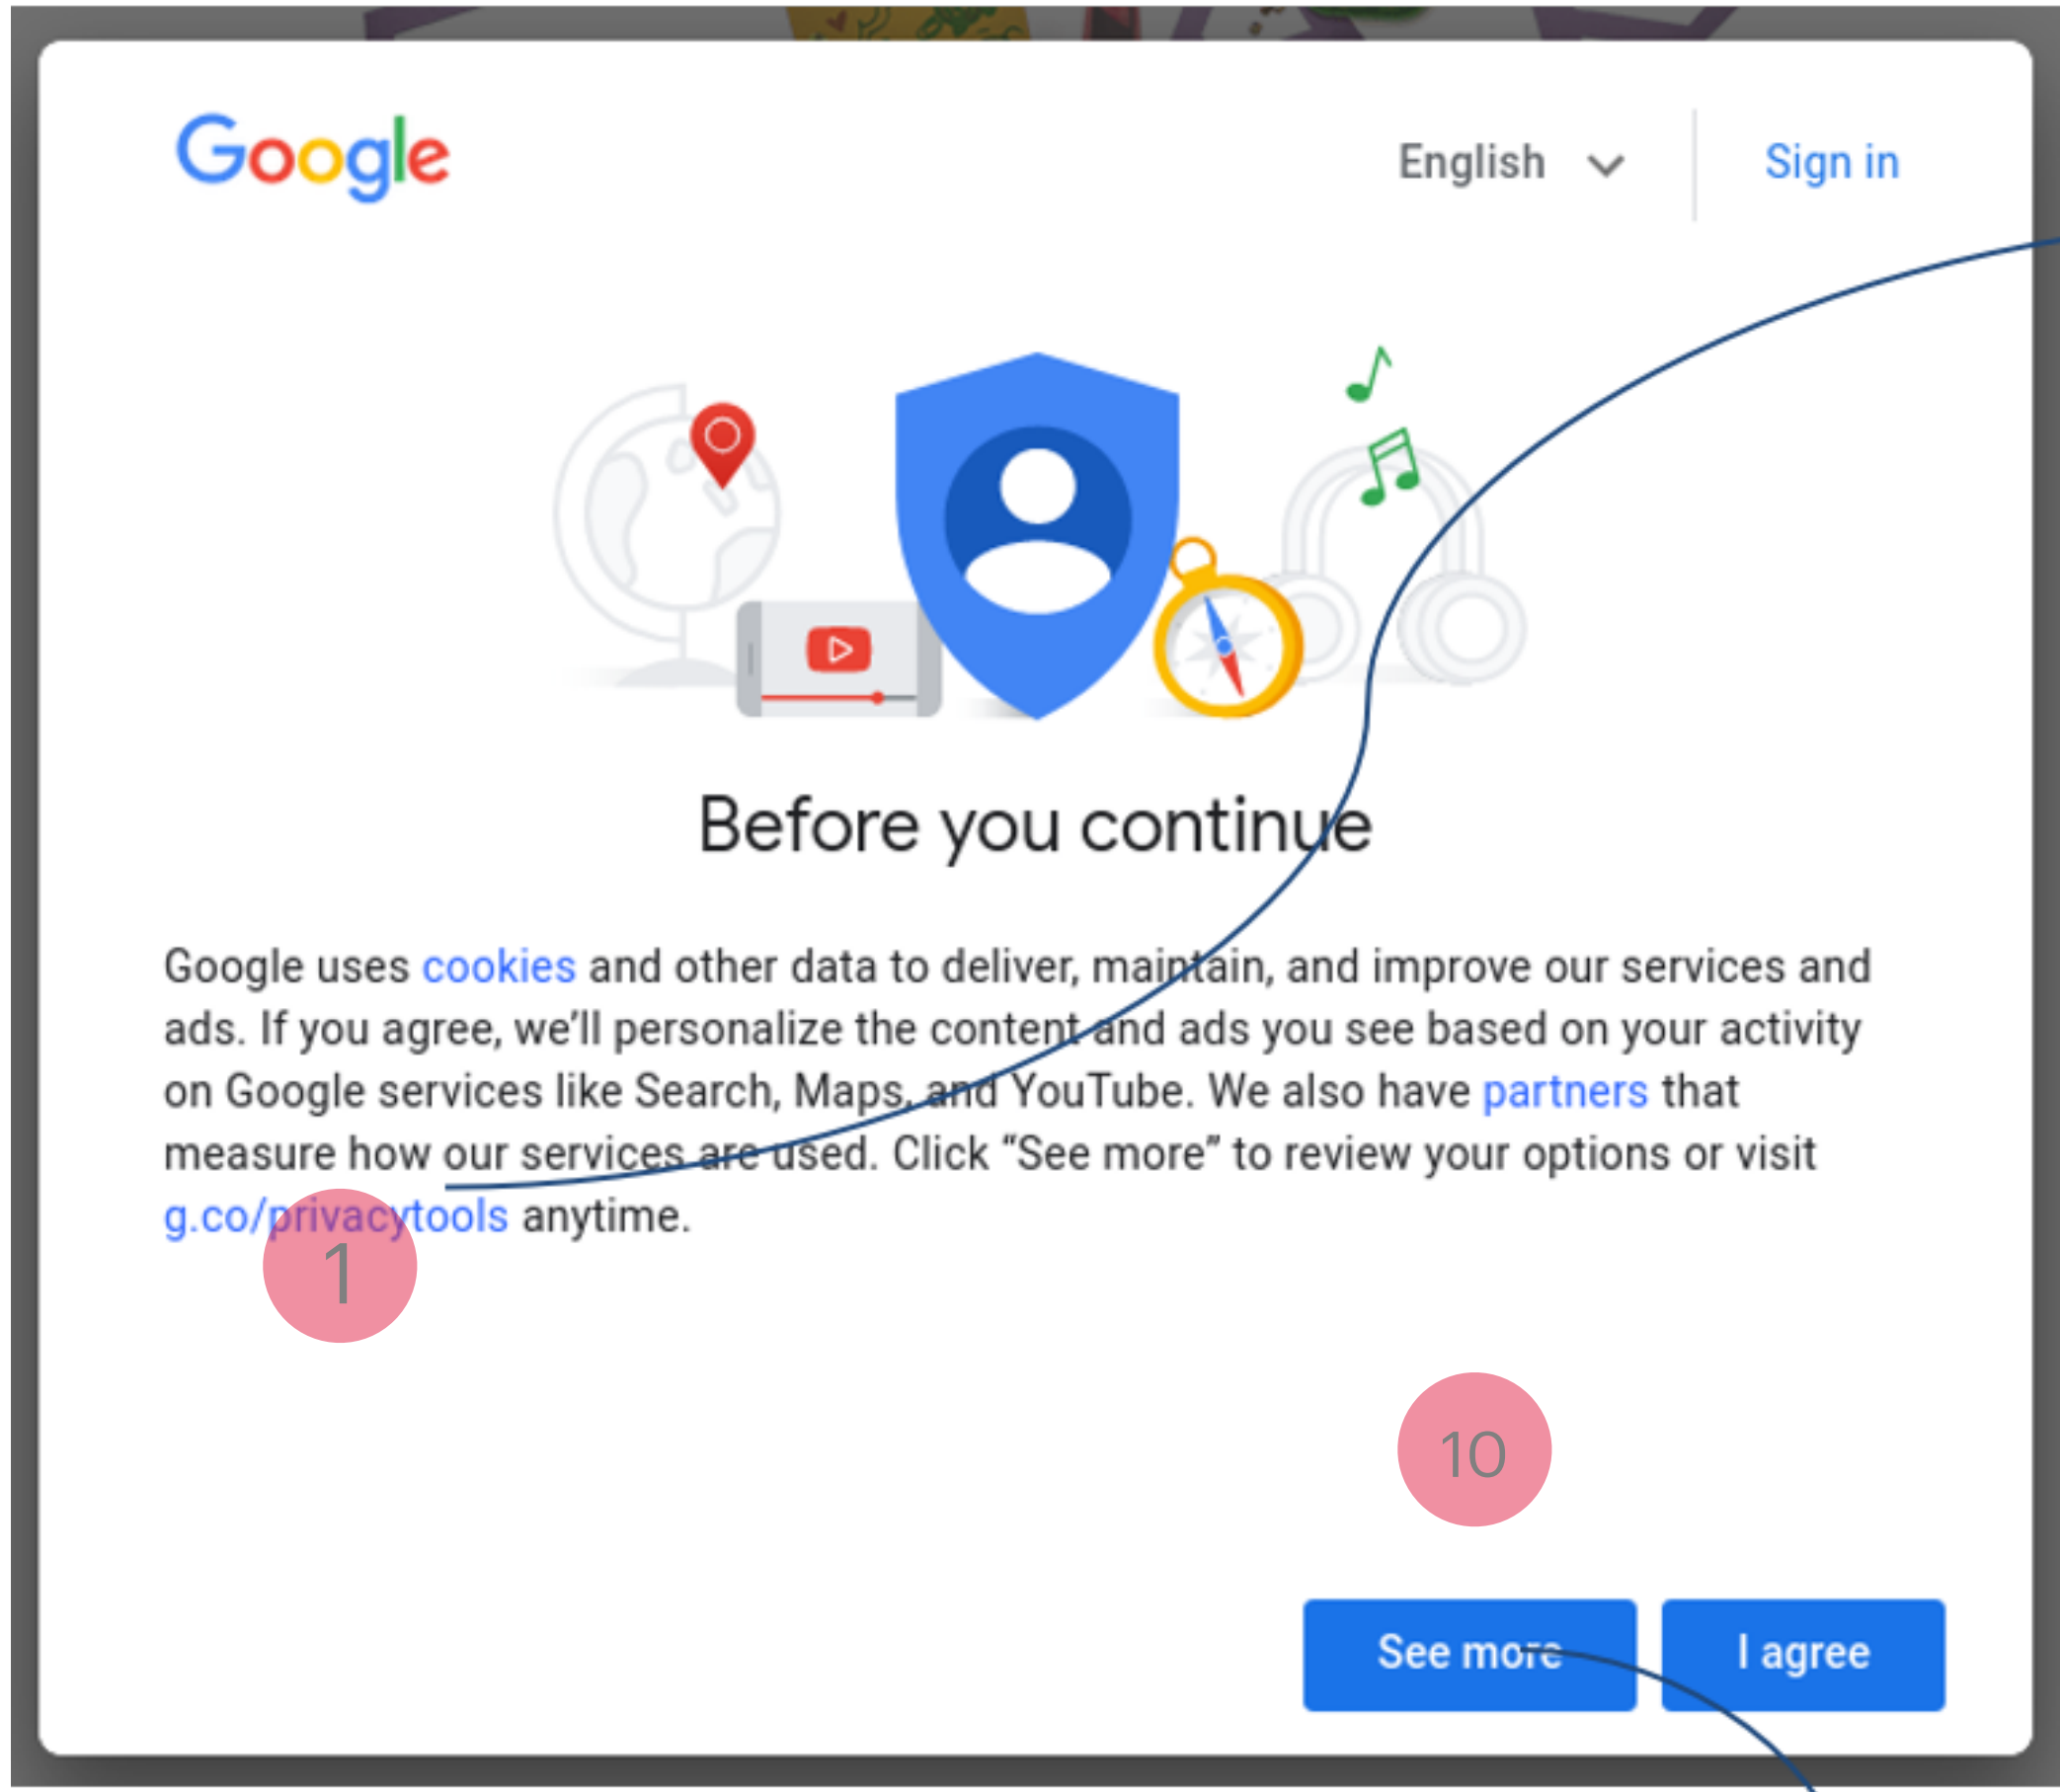 Google
English
Sign in
Before you continue
Google uses cookies and other data to deliver, maintain, and improve our services and
ads. If you agree, we’ll personalize the content and ads you see based on your activity
on Google services like Search, Maps, and YouTube. We also have partners that
measure how our services are used. Click “See more” to review your options or visit
g.co/privacytools anytime.
1
10
See more
I agree